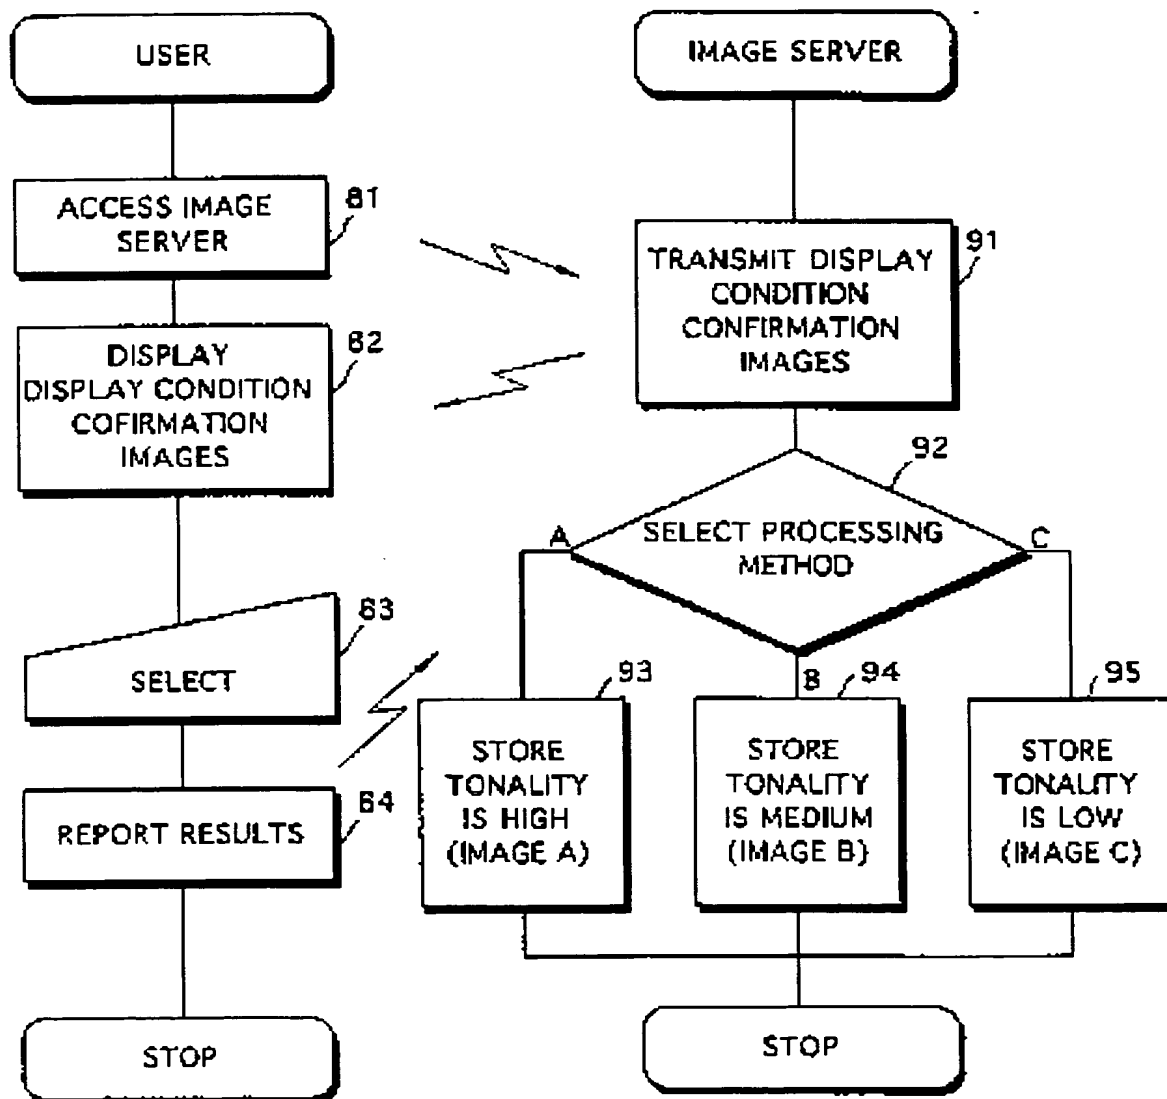 USER
ACCESS IMAGE
SERVER
81
DISPLAY
DISPLAY CONDITION
COFIRMATION
IMAGES
82
SELECT
83
REPORT RESULTS
84
STOP
IMAGE SERVER
TRANSMIT DISPLAY
CONDITION
CONFIRMATION
IMAGES
91
SELECT PROCESSING
METHOD
92
A
B
C
STORE
TONALITY
IS HIGH
(IMAGE A)
93
STORE
TONALITY
IS MEDIUM
(IMAGE B)
94
STORE
TONALITY
IS LOW
(IMAGE C)
95
STOP